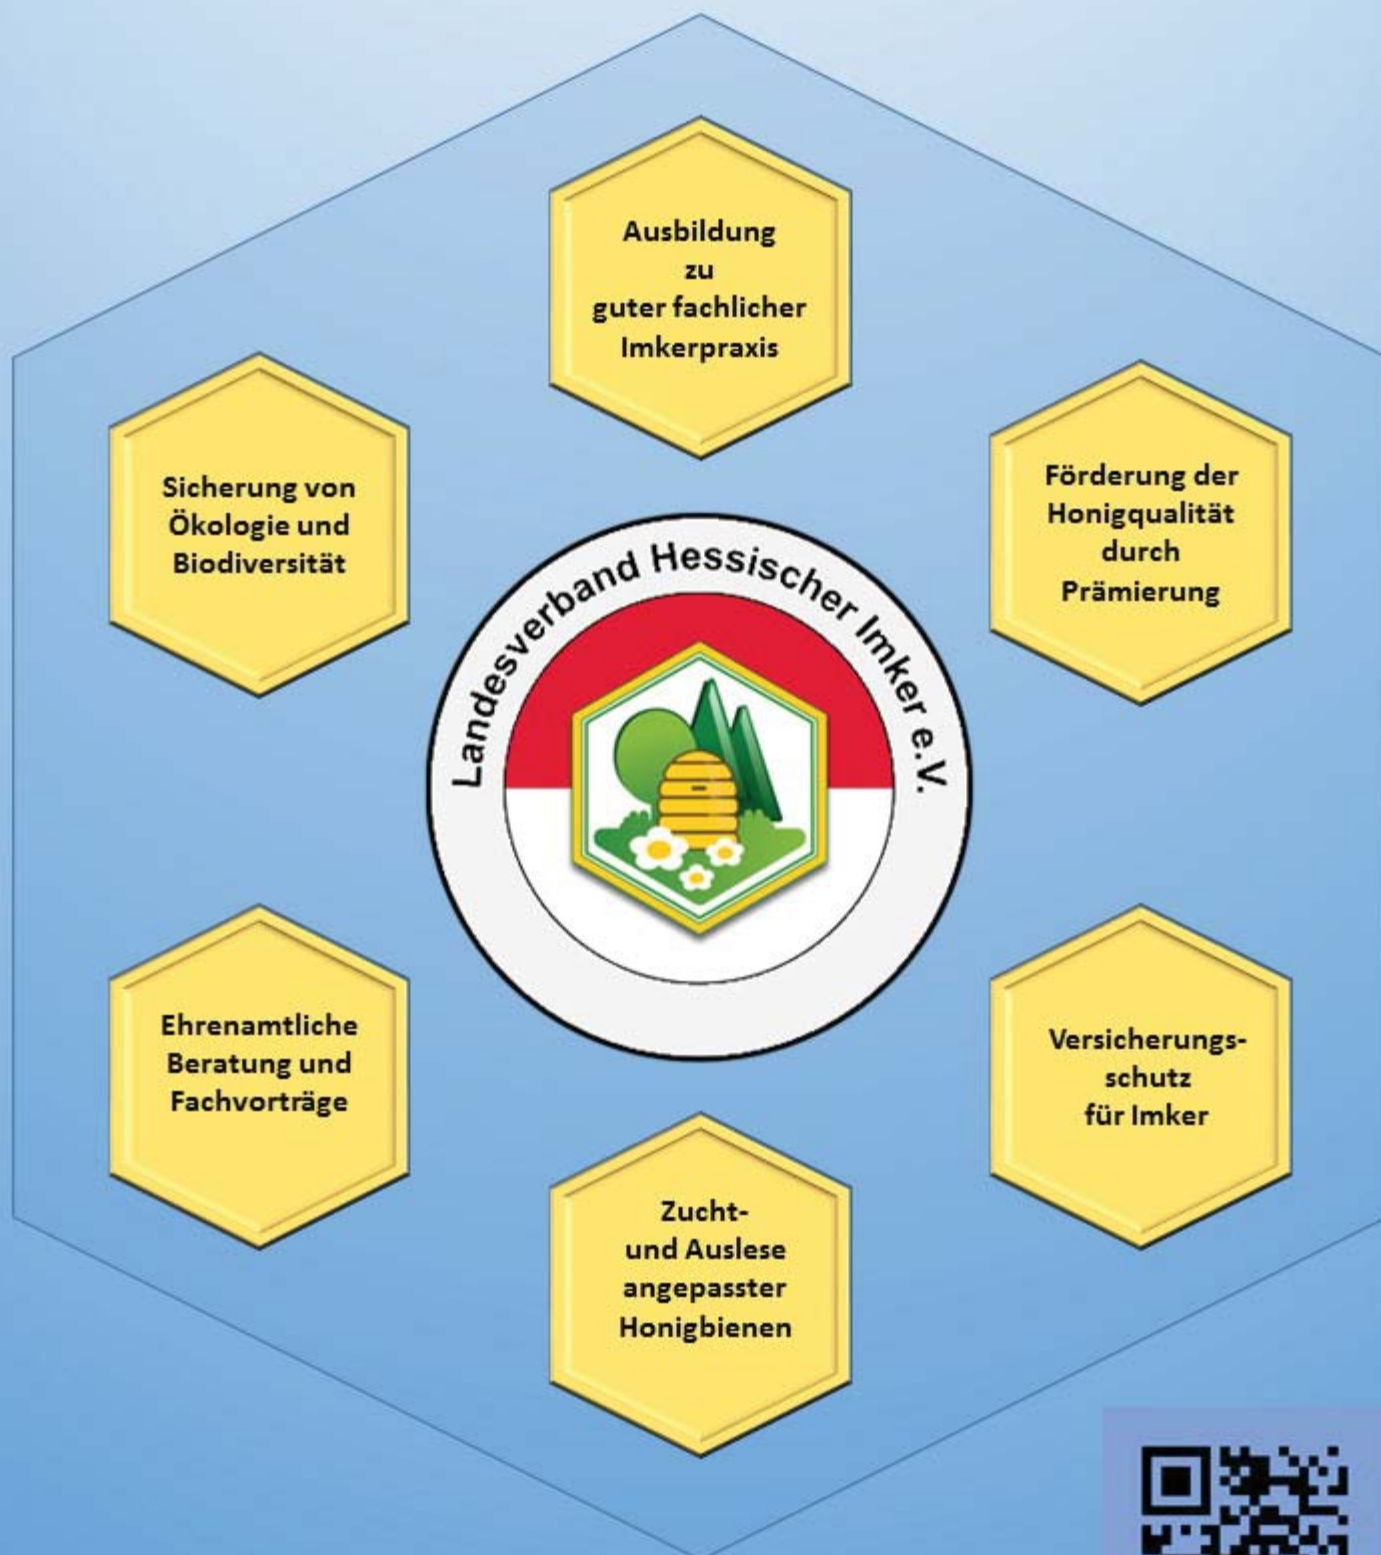 Ausbildung
zu
guter fachlicher
Imkerpraxis
Sicherung von
Ökologie und
Biodiversität
Förderung der
Honigqualität
durch
Prämierung
Landesverband Hessischer Imker e.V.
Ehrenamtliche
Beratung und
Fachvorträge
Versicherungs-
schutz
für Imker
Zucht-
und Auslese
angepasster
Honigbienen